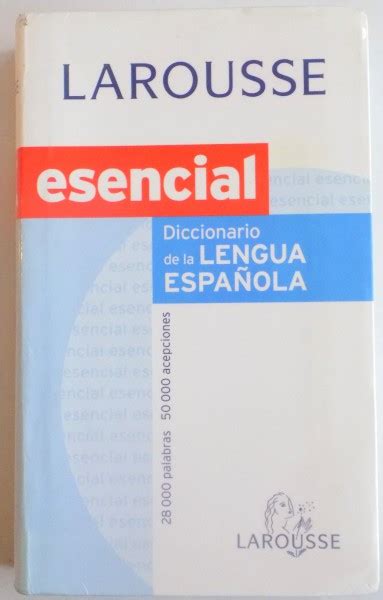 LAROUSSE
esencial
Diccionario
de la LENGUA
ESPAÑOLA
28 000 palabras 50 000 acepciones
LAROUSSE